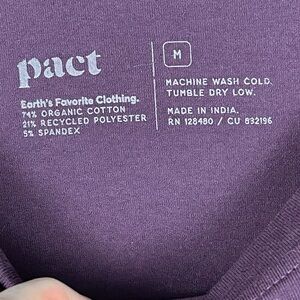 pact
Earth's Favorite Clothing.
74% ORGANIC COTTON
21% RECYCLED POLYESTER
5% SPANDEX
M
MACHINE WASH COLD.
TUMBLE DRY LOW.
MADE IN INDIA.
RN 128480 / CU 832196